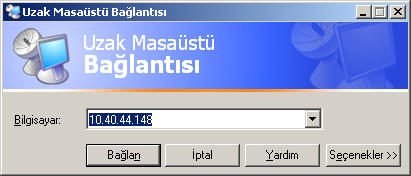 Uzak Masaüstü Bağlantısı
Uzak Masaüstü
Bağlantısı
Bilgisayar: 10.40.44.148
Bağlan İptal Yardım Seçenekler >>